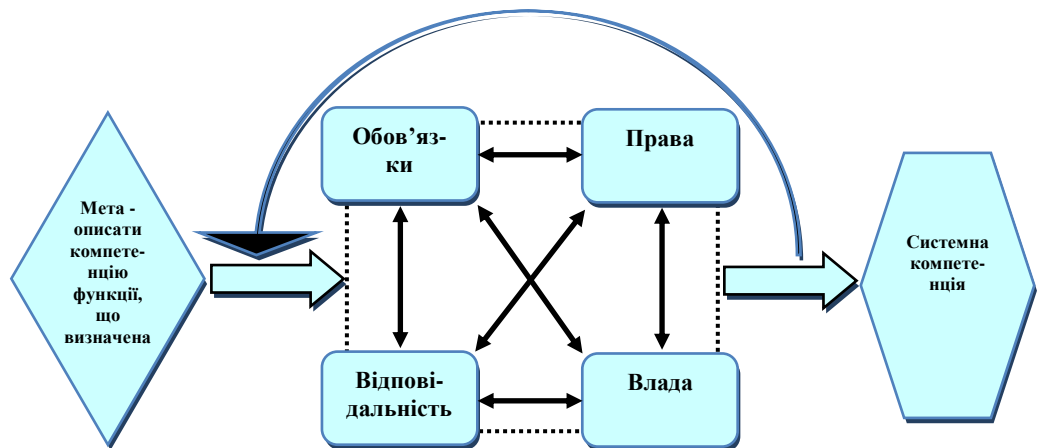 Мета -
описати
компете-
нцію
функції,
що
визначена
Обов’яз-
ки
Права
Відпові-
дальність
Влада
Системна
компете-
нція